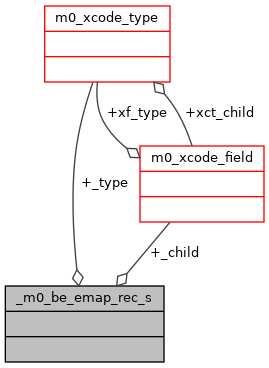 m0_xcode_type
+xf_type
+xct_child
m0_xcode_field
+_type
+_child
_m0_be_emap_rec_s